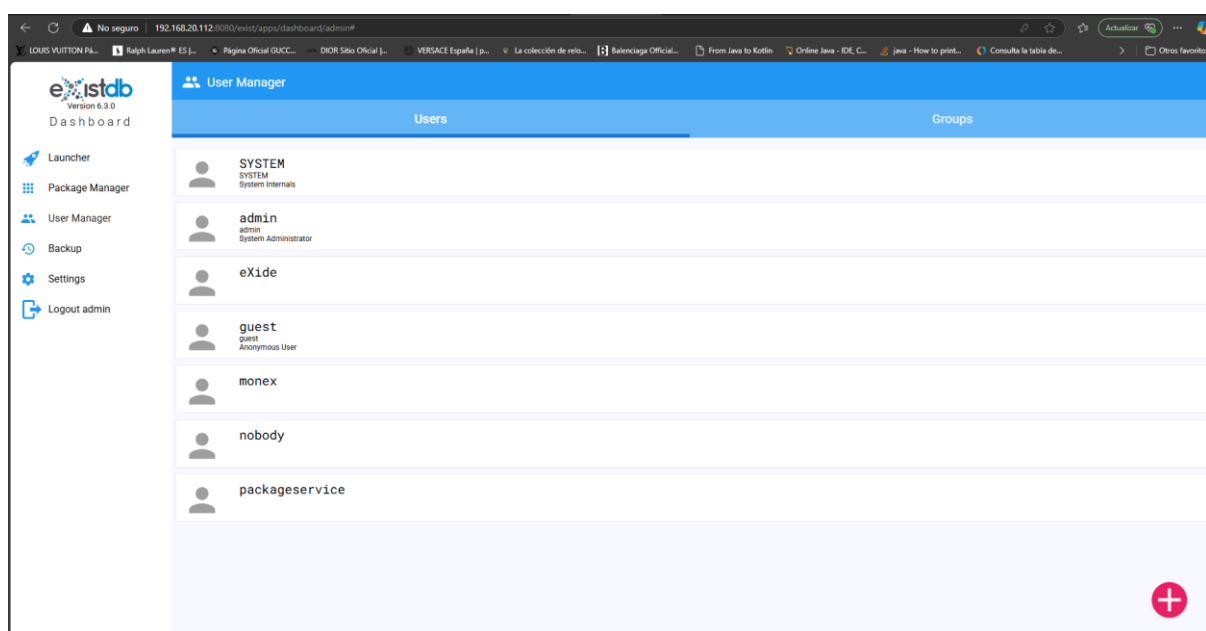 No seguro
192.168.20.112:8080/exist/apps/dashboard/admin#
Actualizar
LOUIS VUITTON PÁ...
Ralph Lauren® ES |...
Página Oficial GUCC...
DIOR Sitio Oficial |...
VERSACE España | p...
La colección de relo...
Balenciaga Official...
From Java to Kotlin
Online Java - IDE, C...
java - How to print...
Consulta la tabla de...
Otros favorito
existdb
Version 6.3.0
Dashboard
Launcher
Package Manager
User Manager
Backup
Settings
Logout admin
User Manager
Users
Groups
SYSTEM
SYSTEM
System Internals
admin
admin
System Administrator
eXide
guest
guest
Anonymous User
monex
nobody
packageservice